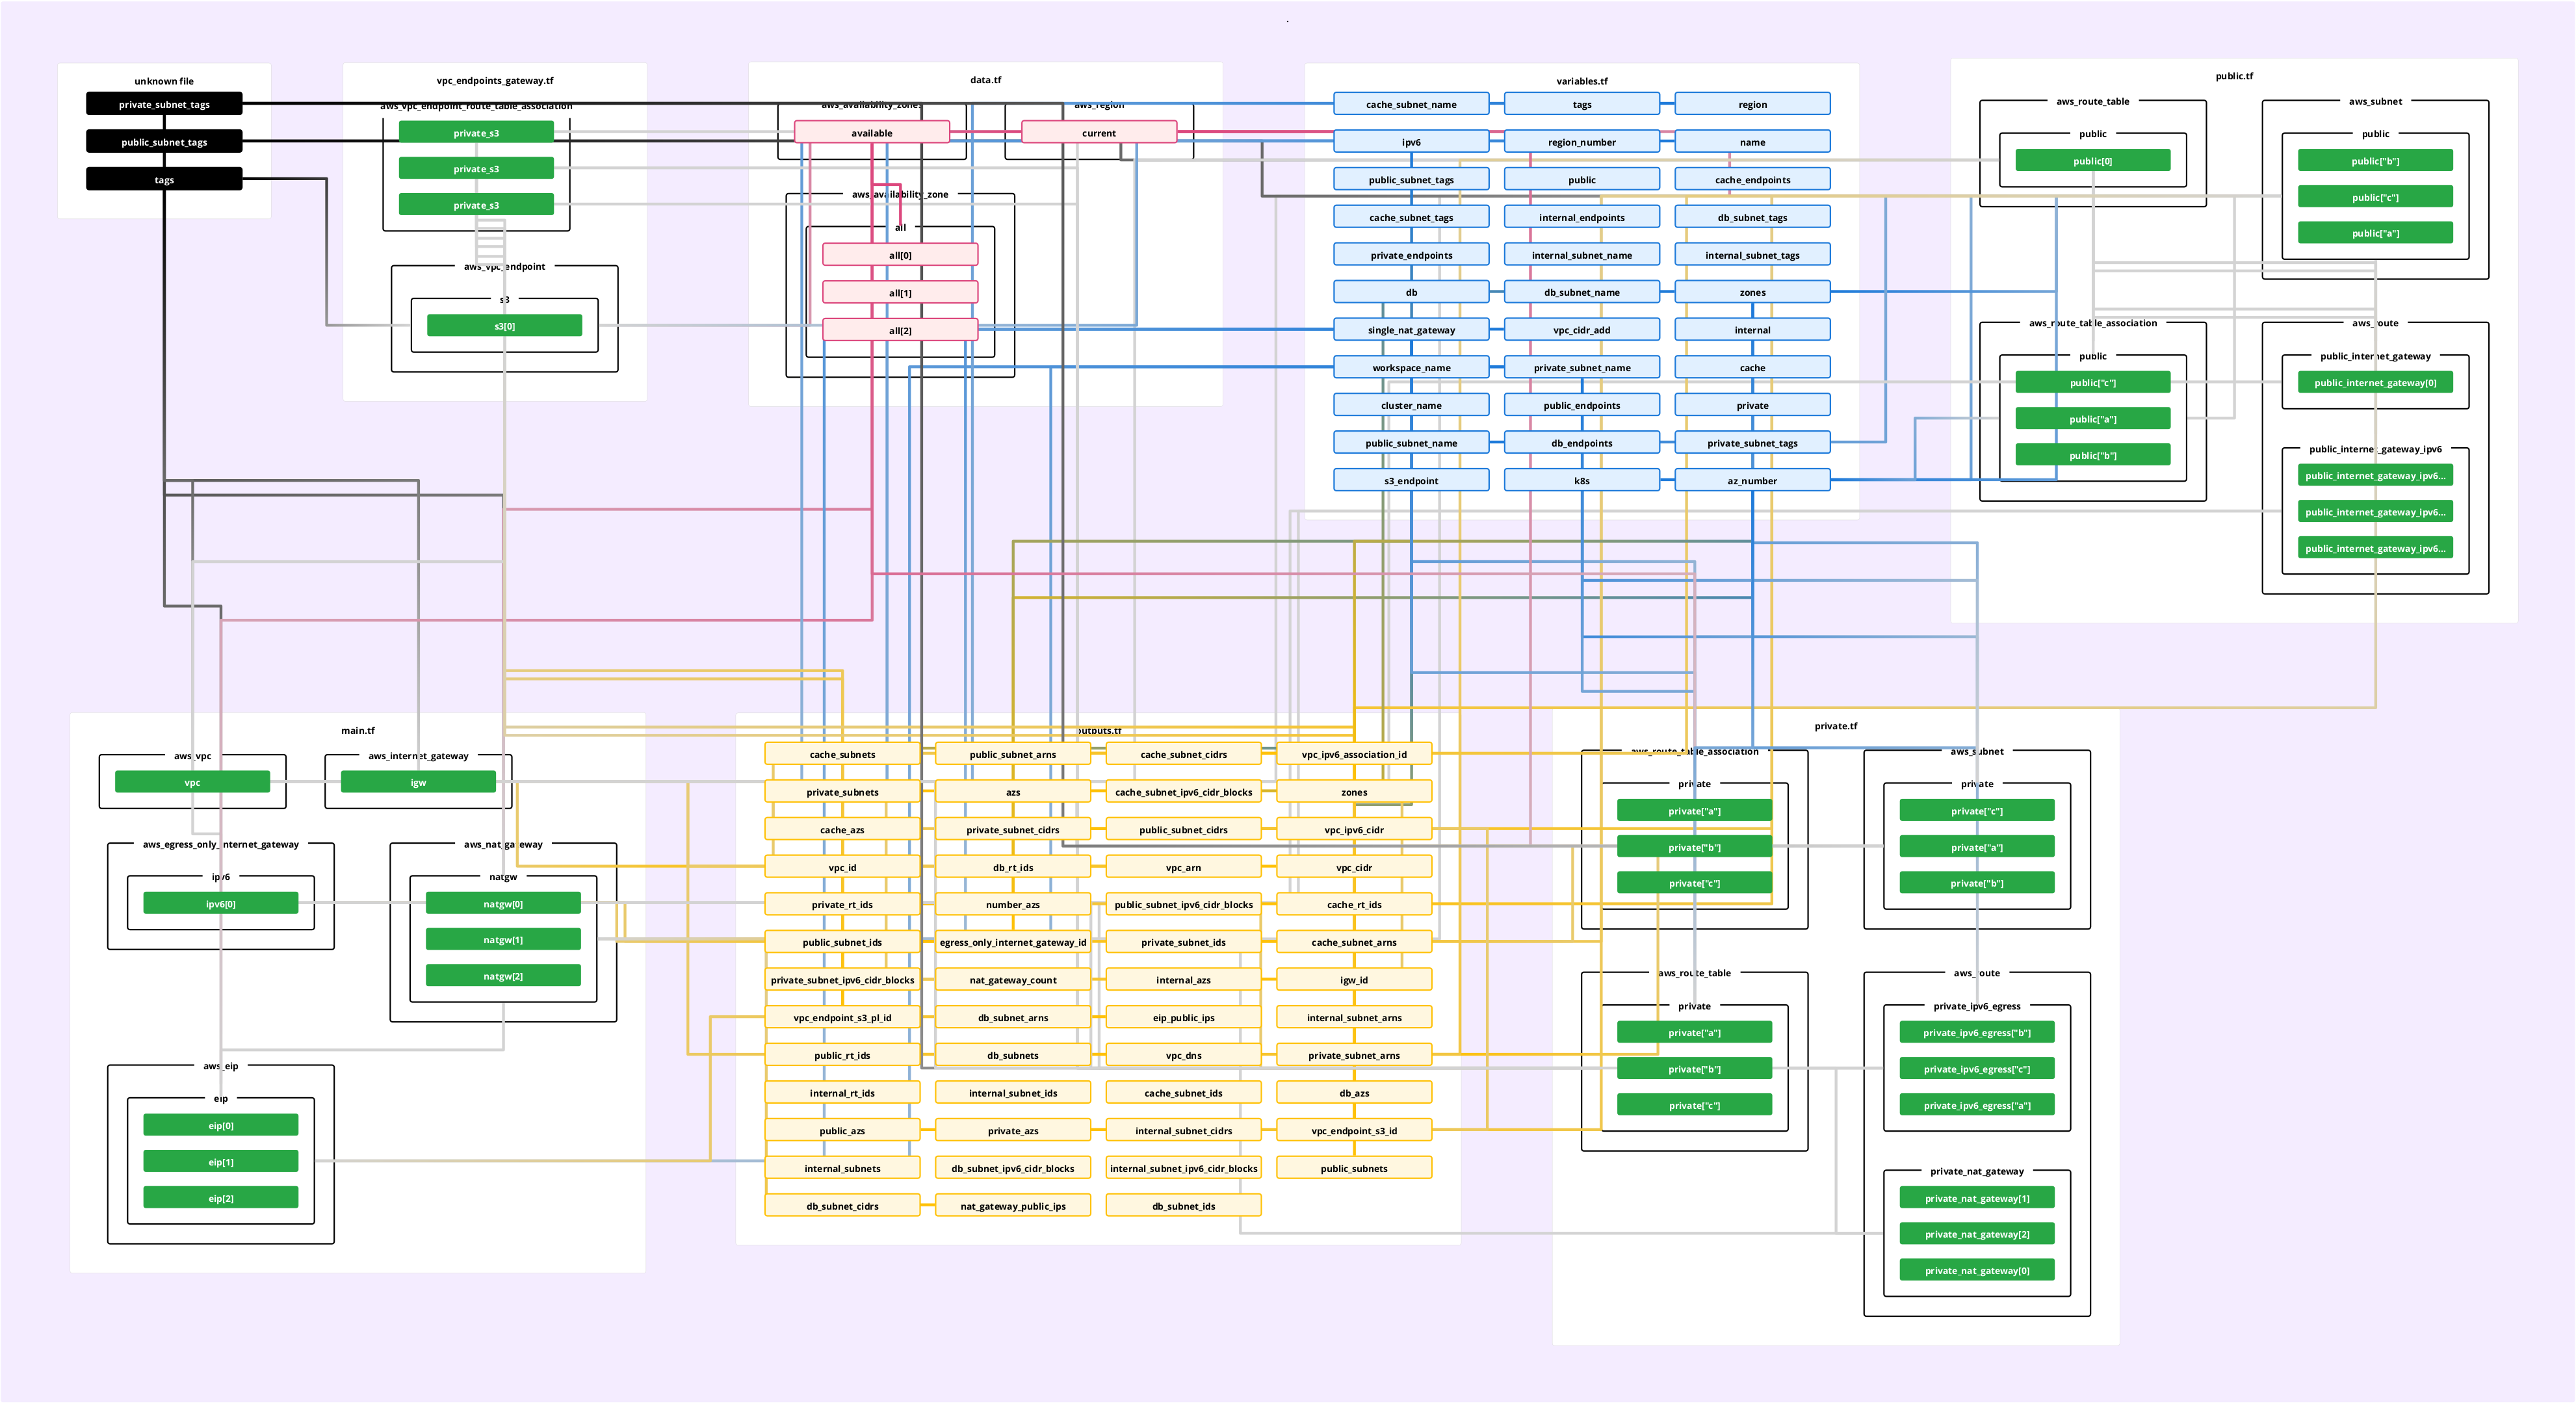 .
unknown file
private_subnet_tags
public_subnet_tags
tags
vpc_endpoints_gateway.tf
aws_vpc_endpoint_route_table_association
private_s3
private_s3
private_s3
aws_vpc_endpoint
s3
s3[0]
data.tf
aws_availability_zones
available
aws_region
current
aws_availability_zone
all
all[0]
all[1]
all[2]
variables.tf
cache_subnet_name
tags
region
ipv6
region_number
name
public_subnet_tags
public
cache_endpoints
cache_subnet_tags
internal_endpoints
db_subnet_tags
private_endpoints
internal_subnet_name
internal_subnet_tags
db
db_subnet_name
zones
single_nat_gateway
vpc_cidr_add
internal
workspace_name
private_subnet_name
cache
cluster_name
public_endpoints
private
public_subnet_name
db_endpoints
private_subnet_tags
s3_endpoint
k8s
az_number
public.tf
aws_route_table
public
public[0]
aws_subnet
public
public["b"]
public["c"]
public["a"]
aws_route_table_association
public
public["c"]
public["a"]
public["b"]
aws_route
public_internet_gateway
public_internet_gateway[0]
public_internet_gateway_ipv6
public_internet_gateway_ipv6...
public_internet_gateway_ipv6...
public_internet_gateway_ipv6...
main.tf
aws_vpc
vpc
aws_internet_gateway
igw
aws_egress_only_internet_gateway
ipv6
ipv6[0]
aws_nat_gateway
natgw
natgw[0]
natgw[1]
natgw[2]
aws_eip
eip
eip[0]
eip[1]
eip[2]
outputs.tf
cache_subnets
public_subnet_arns
cache_subnet_cidrs
vpc_ipv6_association_id
private_subnets
azs
cache_subnet_ipv6_cidr_blocks
zones
cache_azs
private_subnet_cidrs
public_subnet_cidrs
vpc_ipv6_cidr
vpc_id
db_rt_ids
vpc_arn
vpc_cidr
private_rt_ids
number_azs
public_subnet_ipv6_cidr_blocks
cache_rt_ids
public_subnet_ids
egress_only_internet_gateway_id
private_subnet_ids
cache_subnet_arns
private_subnet_ipv6_cidr_blocks
nat_gateway_count
internal_azs
igw_id
vpc_endpoint_s3_pl_id
db_subnet_arns
eip_public_ips
internal_subnet_arns
public_rt_ids
db_subnets
vpc_dns
private_subnet_arns
internal_rt_ids
internal_subnet_ids
cache_subnet_ids
db_azs
public_azs
private_azs
internal_subnet_cidrs
vpc_endpoint_s3_id
internal_subnets
db_subnet_ipv6_cidr_blocks
internal_subnet_ipv6_cidr_blocks
public_subnets
db_subnet_cidrs
nat_gateway_public_ips
db_subnet_ids
private.tf
aws_route_table_association
private
private["a"]
private["b"]
private["c"]
aws_subnet
private
private["c"]
private["a"]
private["b"]
aws_route_table
private
private["a"]
private["b"]
private["c"]
aws_route
private_ipv6_egress
private_ipv6_egress["b"]
private_ipv6_egress["c"]
private_ipv6_egress["a"]
private_nat_gateway
private_nat_gateway[1]
private_nat_gateway[2]
private_nat_gateway[0]